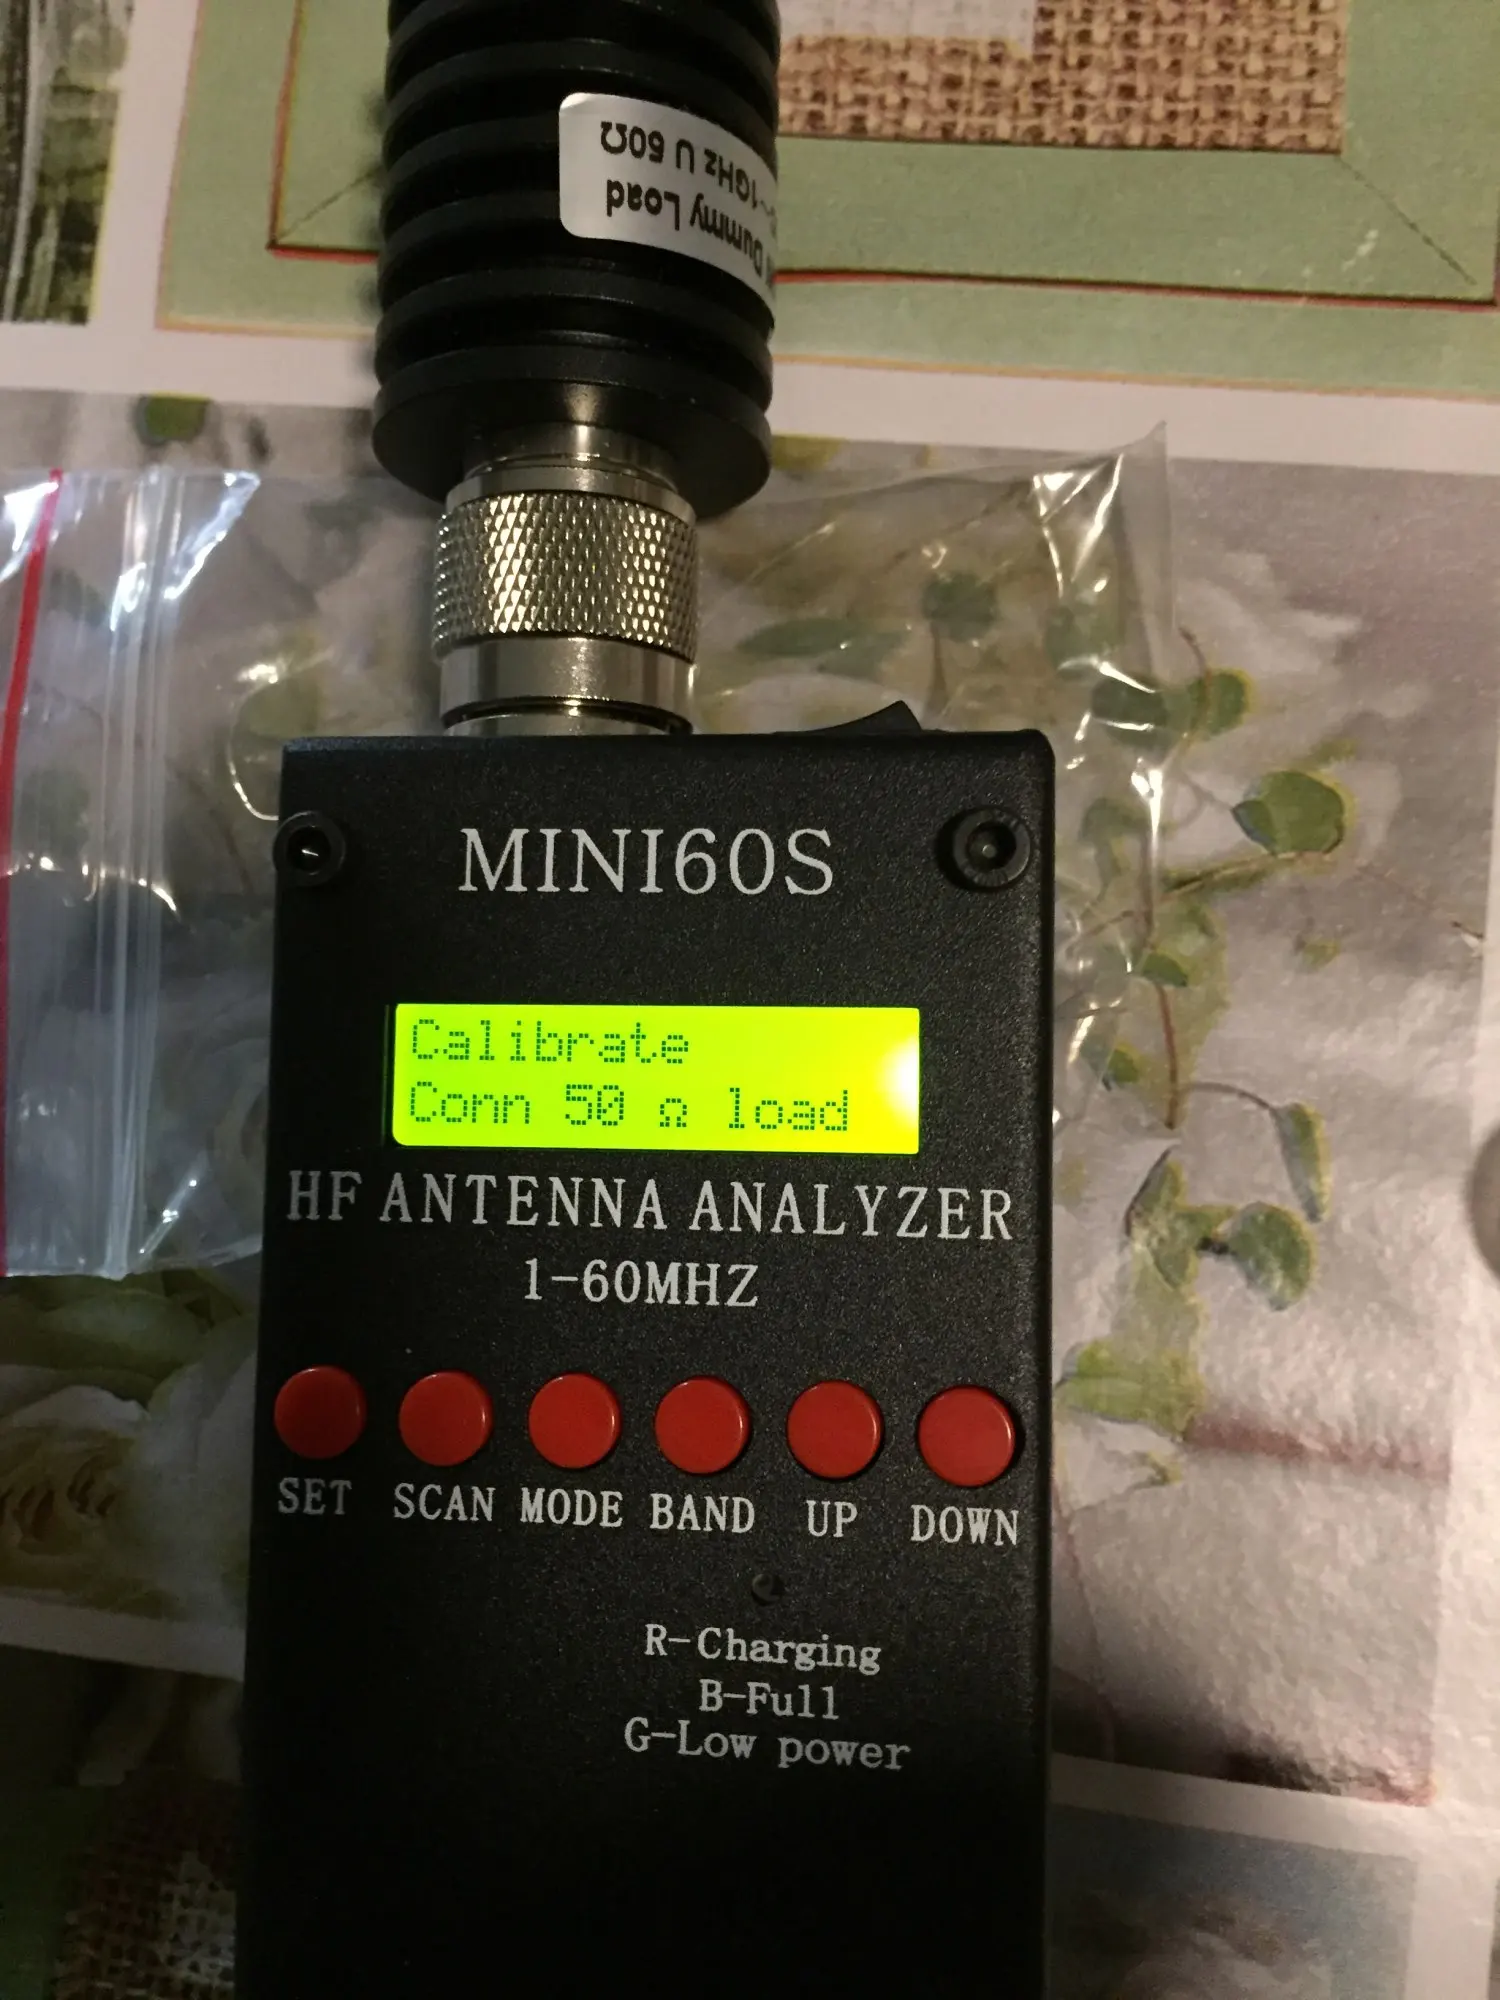 Dummy Load
~1GHz U 50Ω
MINI60S
Calibrate
Conn 50 Ω load
HF ANTENNA ANALYZER
1-60MHZ
SET SCAN MODE BAND UP DOWN
R-Charging
B-Full
G-Low power